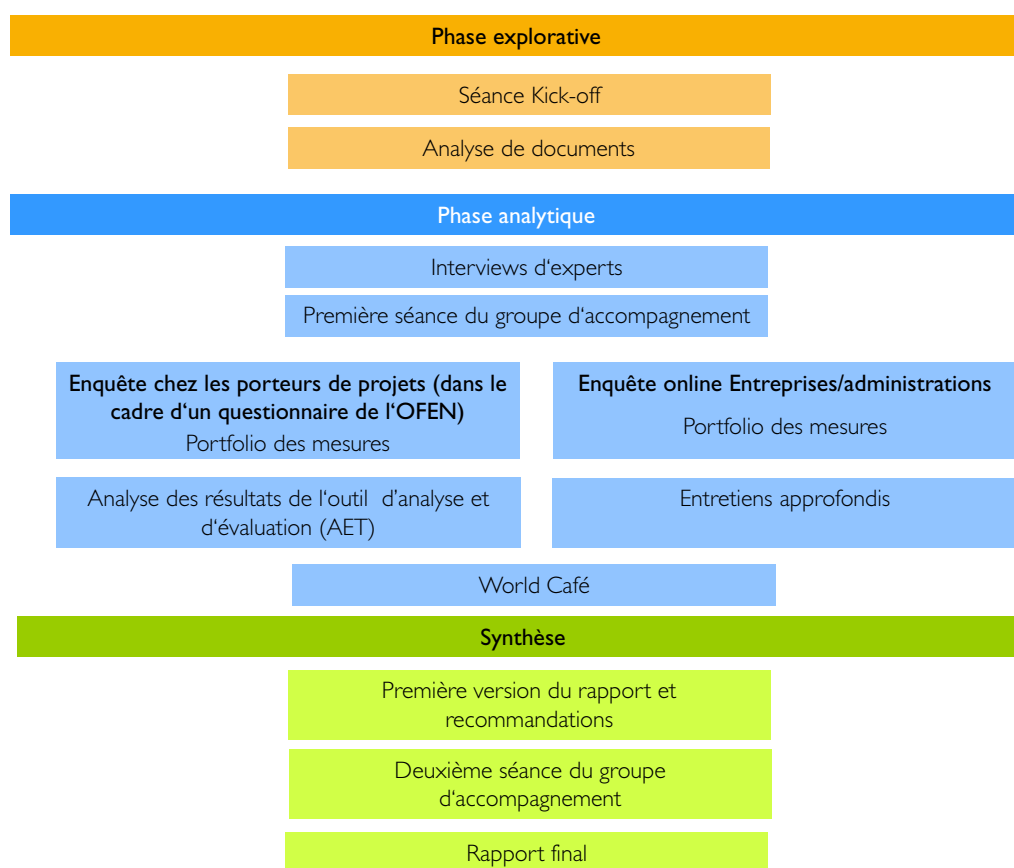 Phase explorative
Séance Kick-off
Analyse de documents
Phase analytique
Interviews d‘experts
Première séance du groupe d‘accompagnement
Enquête chez les porteurs de projets (dans le
cadre d‘un questionnaire de l‘OFEN)
Portfolio des mesures
Enquête online Entreprises/administrations
Portfolio des mesures
Analyse des résultats de l‘outil d’analyse et
d‘évaluation (AET)
Entretiens approfondis
World Café
Synthèse
Première version du rapport et
recommandations
Deuxième séance du groupe
d‘accompagnement
Rapport final